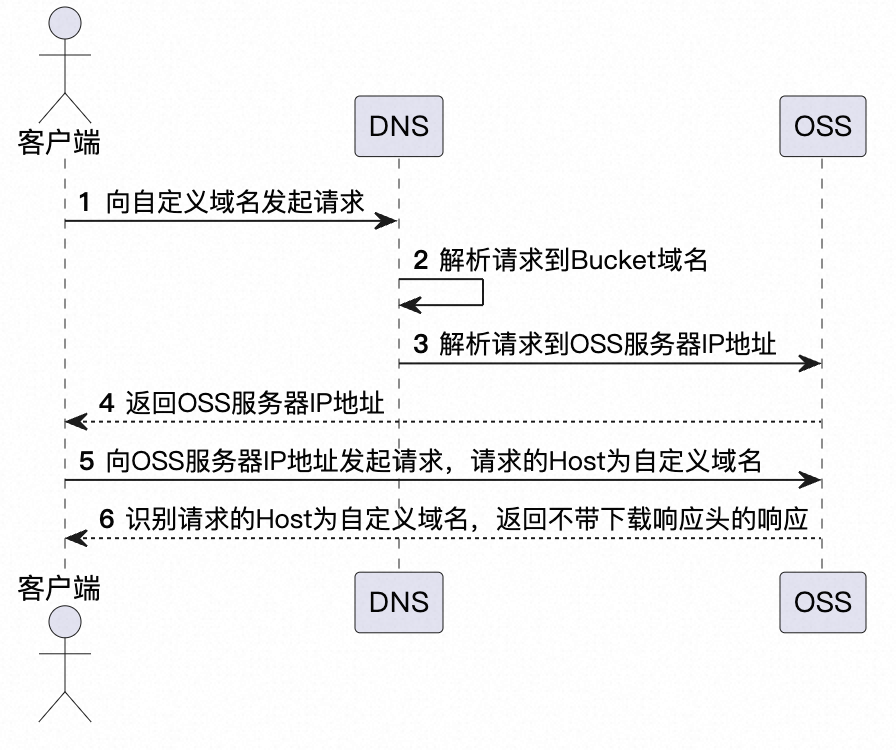 客户端
DNS
OSS
1 向自定义域名发起请求
2 解析请求到Bucket域名
3 解析请求到OSS服务器IP地址
4 返回OSS服务器IP地址
5 向OSS服务器IP地址发起请求，请求的Host为自定义域名
6 识别请求的Host为自定义域名，返回不带下载响应头的响应
客户端
DNS
OSS